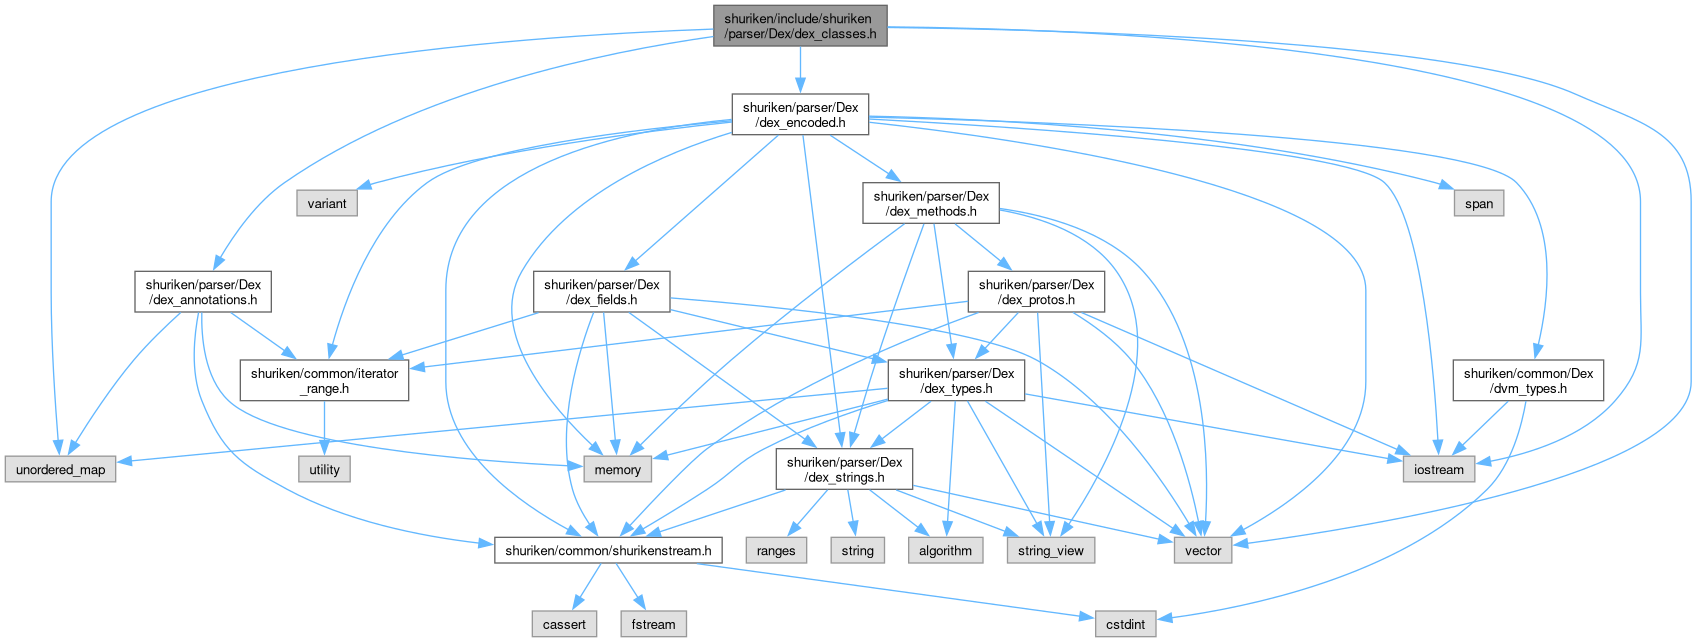 shuriken/include/shuriken
/parser/Dex/dex_classes.h
shuriken/parser/Dex
/dex_encoded.h
variant
shuriken/parser/Dex
/dex_methods.h
span
shuriken/parser/Dex
/dex_annotations.h
shuriken/parser/Dex
/dex_fields.h
shuriken/parser/Dex
/dex_protos.h
shuriken/common/iterator
_range.h
shuriken/parser/Dex
/dex_types.h
shuriken/common/Dex
/dvm_types.h
unordered_map
utility
memory
shuriken/parser/Dex
/dex_strings.h
iostream
shuriken/common/shurikenstream.h
ranges
string
algorithm
string_view
vector
cassert
fstream
cstdint